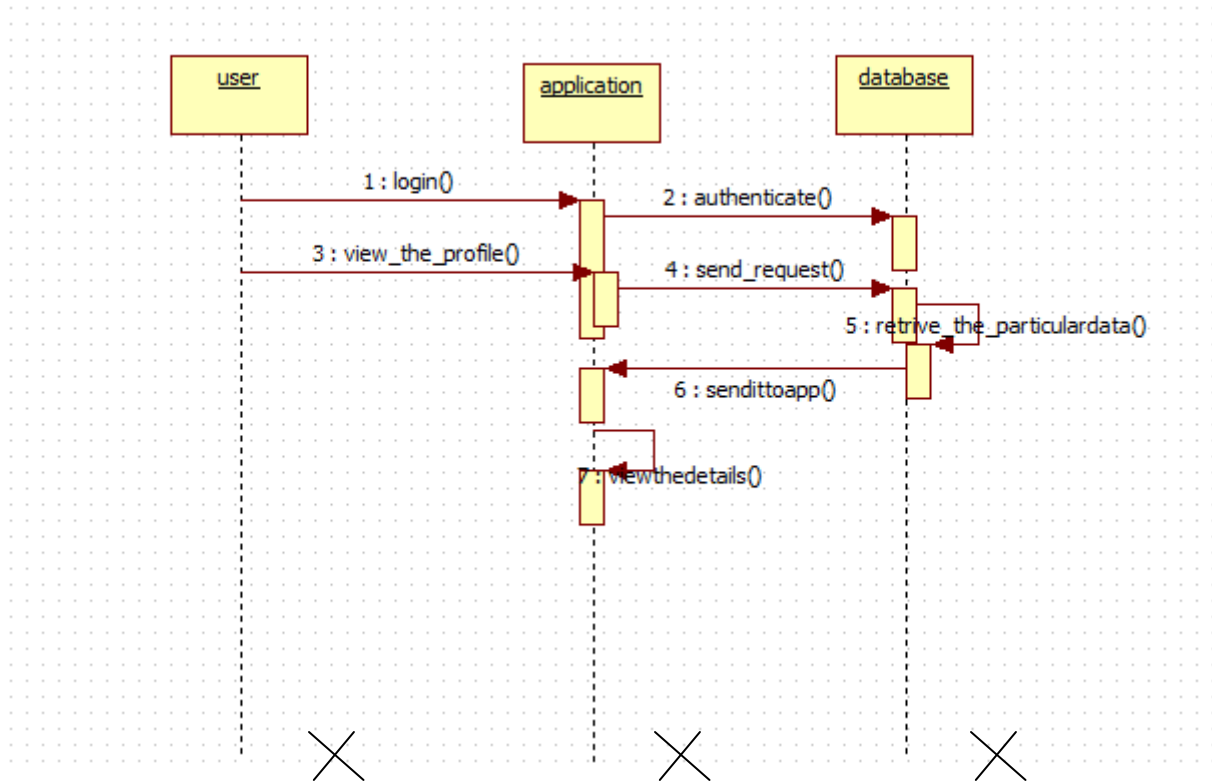 user
application
database
1 : login()
2 : authenticate()
3 : view_the_profile()
4 : send_request()
5 : retrive_the_particulardata()
6 : sendittoapp()
7 : viewthedetails()